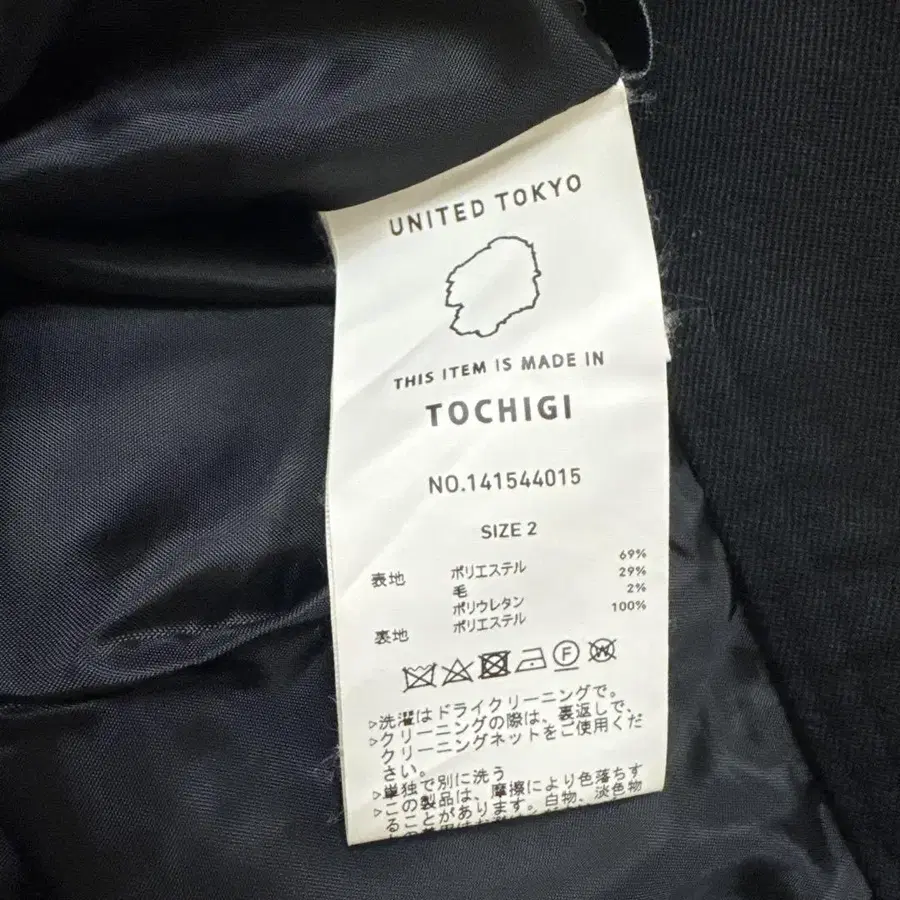 UNITED TOKYO
THIS ITEM IS MADE IN
TOCHIGI
NO.141544015
SIZE 2
表地 ポリエステル 69%
毛 29%
ポリウレタン 2%
表地 ポリエステル 100%
F W
▷洗濯はドライクリーニングで。
▷クリーニングの際は、裏返しで、
クリーニングネットをご使用くだ
さい。
▷単独で別に洗う
▷この製品は、摩擦により色落ちす
ることがあります。白物、淡色物